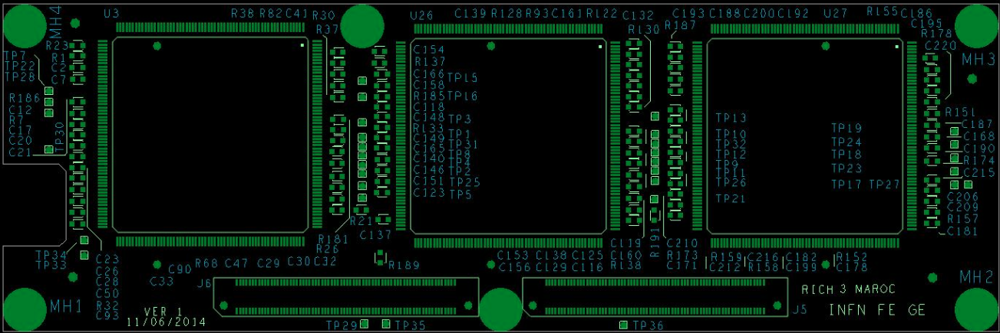 U3 R38 R82 C41 R30 U26 C139 R128 R93 C161 R122 C132 C193 C188 C200 C192 U27 R155 C186
MH4 R37 R130 R187 C195
R178
C220
R23
TP7 R1
TP22 C2
TP28 C7
MH3
C154
R137
C166 TP15
C158
R185 TP16
C118
C148 TP3
R133
C149 TP1
C165 TP31
TP8
C140 TP4
C146 TP2
C151 TP25
C123 TP5
R186
C12
R7
C17
C20
C21
TP30
TP13
TP10
TP32
TP12
TP9
TP11
TP26
TP21
TP19
TP24
TP18
TP23
TP17 TP27
R151
C187
C168
C190
R174
C215
C206
C209
R157
C181
R21
C137
R181
R26
R189
C119
C160
R138
R191
C210
R173
C171
TP34
TP33
C23
C26
C28
C50
R32
C93
C33 C90 R68 C47 C29 C30 C32
C153 C138 C125
C156 C129 C116
R159 C216 C182 R152
C212 R158 C199 C178
MH1
J6
J5
MH2
VER 1
11/06/2014
RICH 3 MAROC
INFN FE GE
TP29 TP35 TP36